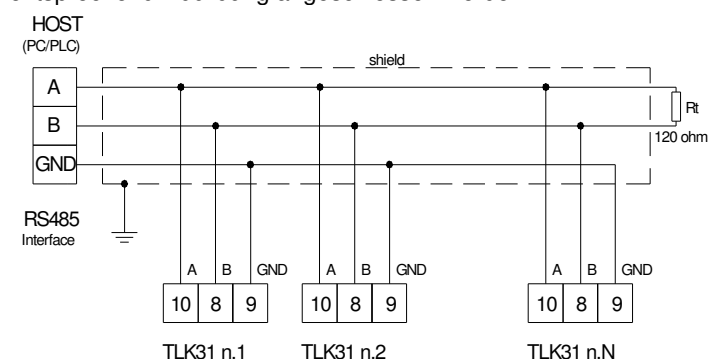 HOST
(PC/PLC)
shield
A
B
GND
Rt
120 ohm
RS485
Interface
A B GND A B GND A B GND
10 8 9 10 8 9 10 8 9
TLK31 n.1 TLK31 n.2 TLK31 n.N